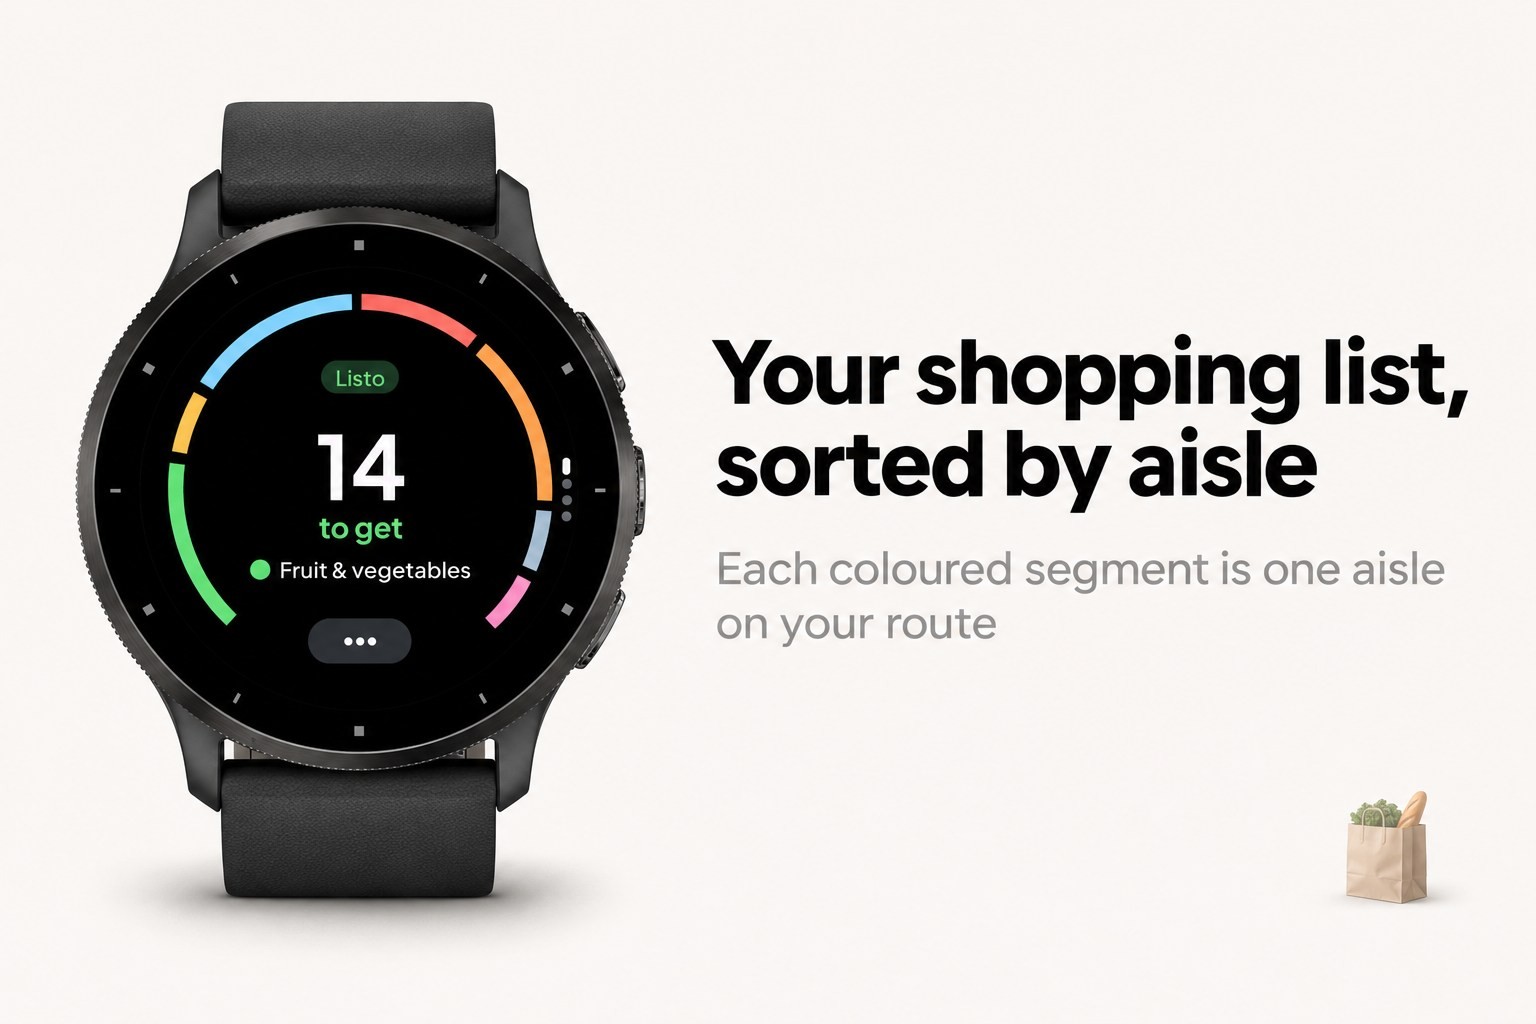 Listo
14
to get
Fruit & vegetables
Your shopping list,
sorted by aisle
Each coloured segment is one aisle
on your route